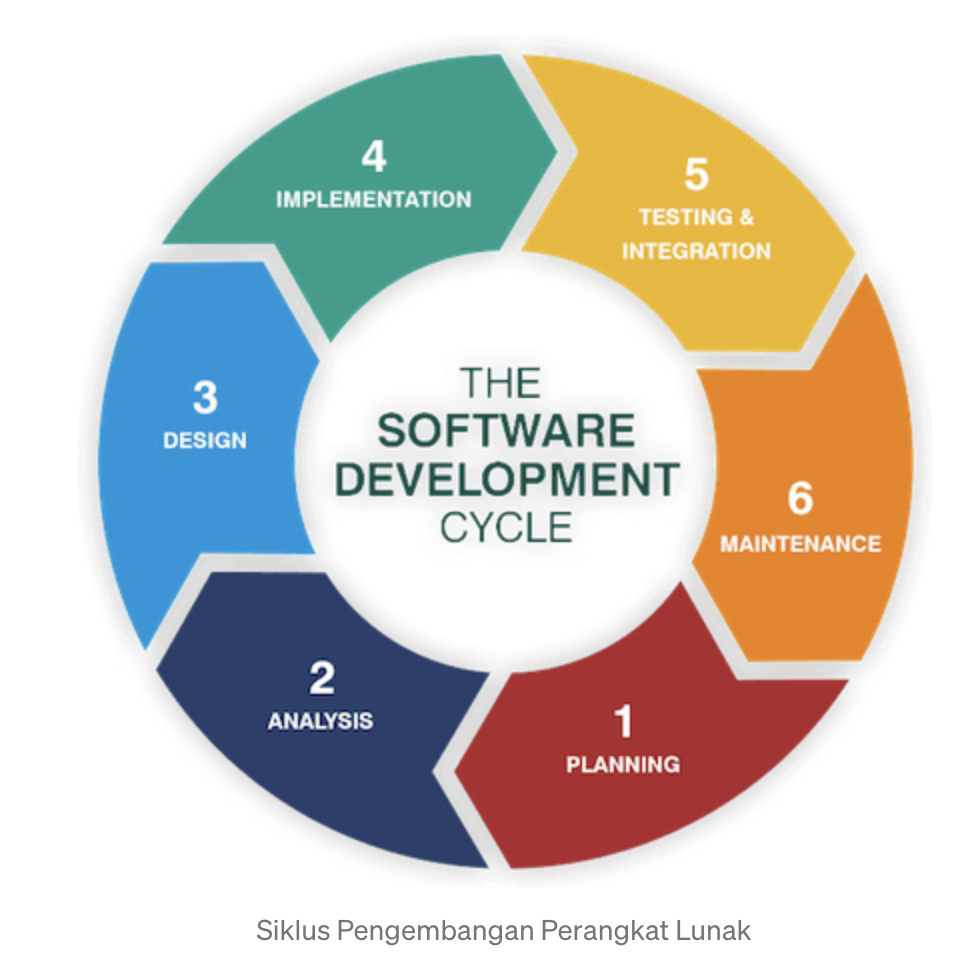 THE
SOFTWARE
DEVELOPMENT
CYCLE
1
PLANNING
2
ANALYSIS
3
DESIGN
4
IMPLEMENTATION
5
TESTING &
INTEGRATION
6
MAINTENANCE
Siklus Pengembangan Perangkat Lunak